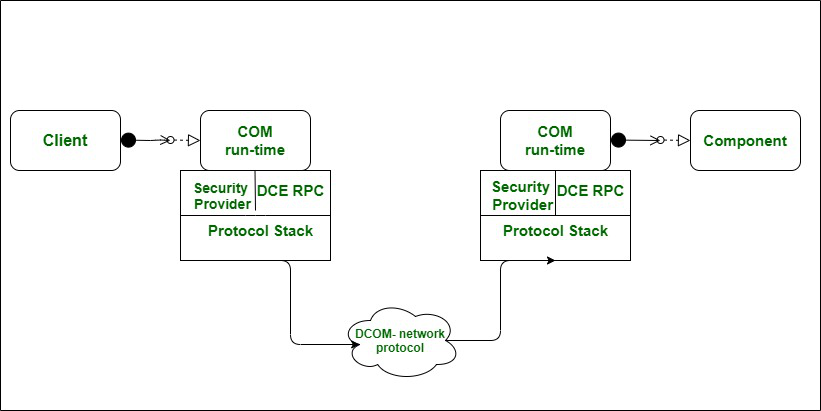 Client
COM
run-time
Security
Provider
DCE RPC
Protocol Stack
COM
run-time
Component
Security
Provider
DCE RPC
Protocol Stack
DCOM- network
protocol